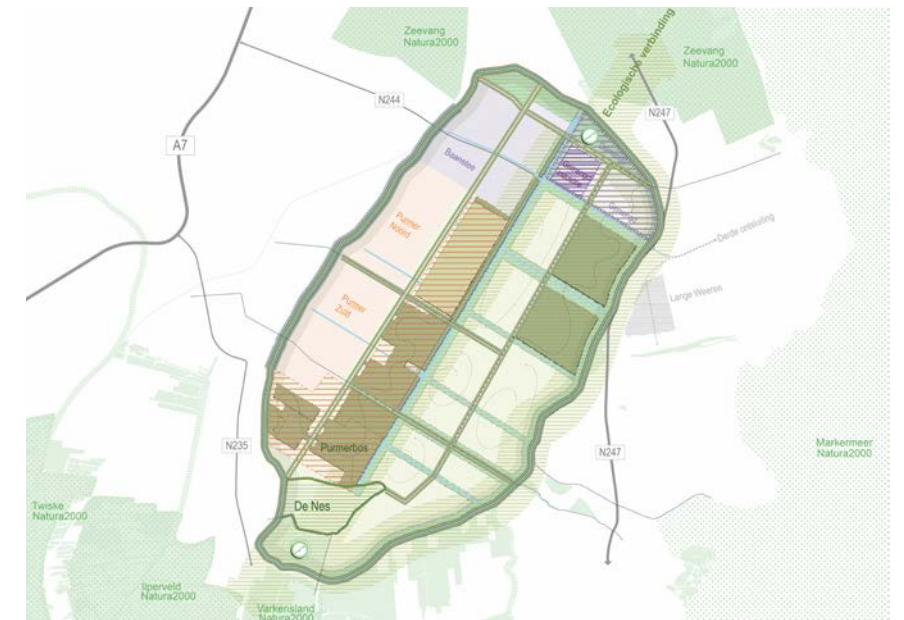 Zeevang
Natura2000
Ecologische verbinding
Zeevang
Natura2000
N244
N247
A7
Baanstee
Purmer
Noord
Derde ontsluiting
Lange Weeren
Purmer
Zuid
N235
Purmerbos
N247
Markermeer
Natura2000
De Nes
Twiske
Natura2000
Ilperveld
Natura2000
Varkensland
Natura2000